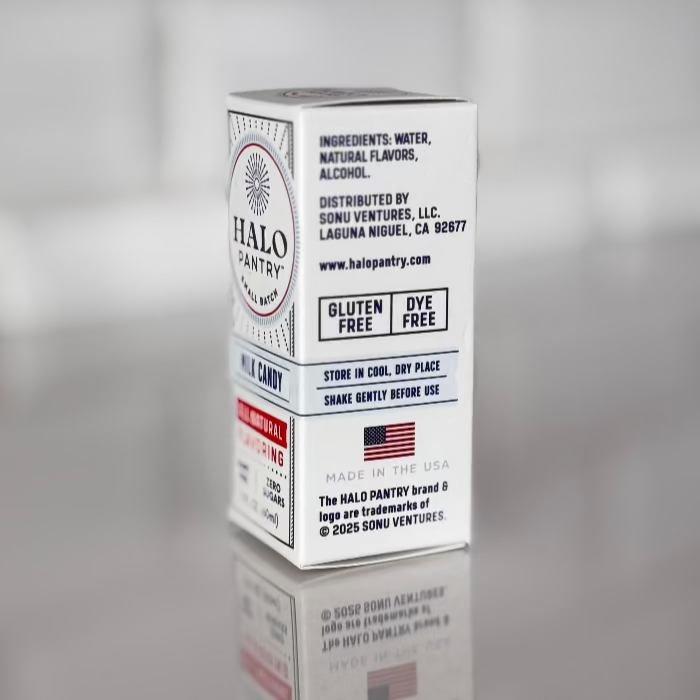 HALO
PANTRY™
SMALL BATCH
MILK CANDY
NATURAL
FLAVORING
ZERO
SUGARS
INGREDIENTS: WATER,
NATURAL FLAVORS,
ALCOHOL.
DISTRIBUTED BY
SONU VENTURES, LLC.
LAGUNA NIGUEL, CA 92677
www.halopantry.com
GLUTEN FREE
DYE FREE
STORE IN COOL, DRY PLACE
SHAKE GENTLY BEFORE USE
MADE IN THE USA
The HALO PANTRY brand &
logo are trademarks of
© 2025 SONU VENTURES.